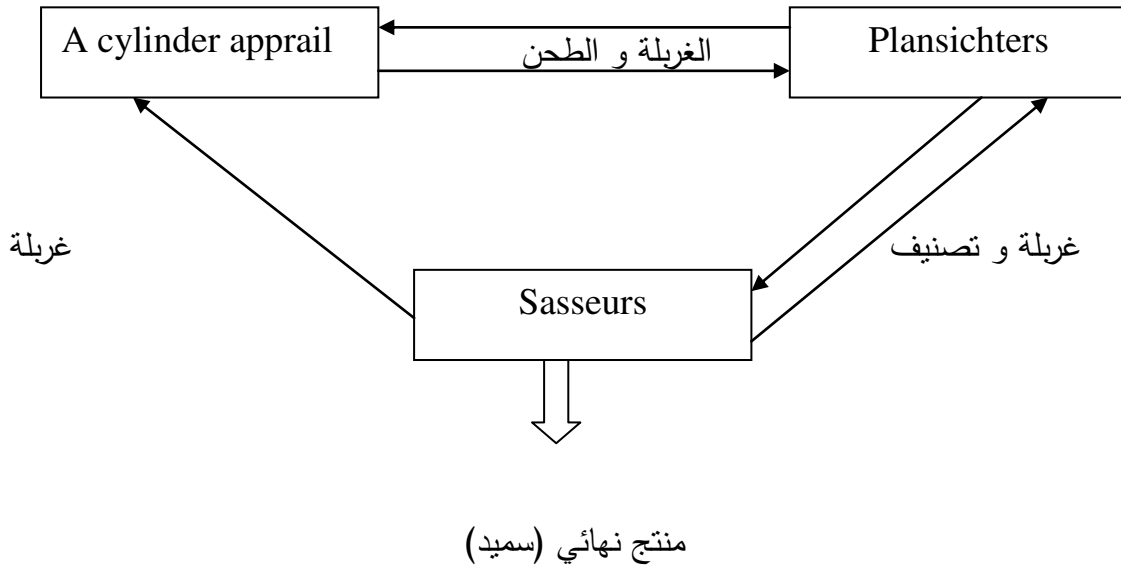 A cylinder apprail
Plansichters
الغربلة و الطحن
غربلة
غربلة و تصنيف
Sasseurs
منتج نهائي (سميد)